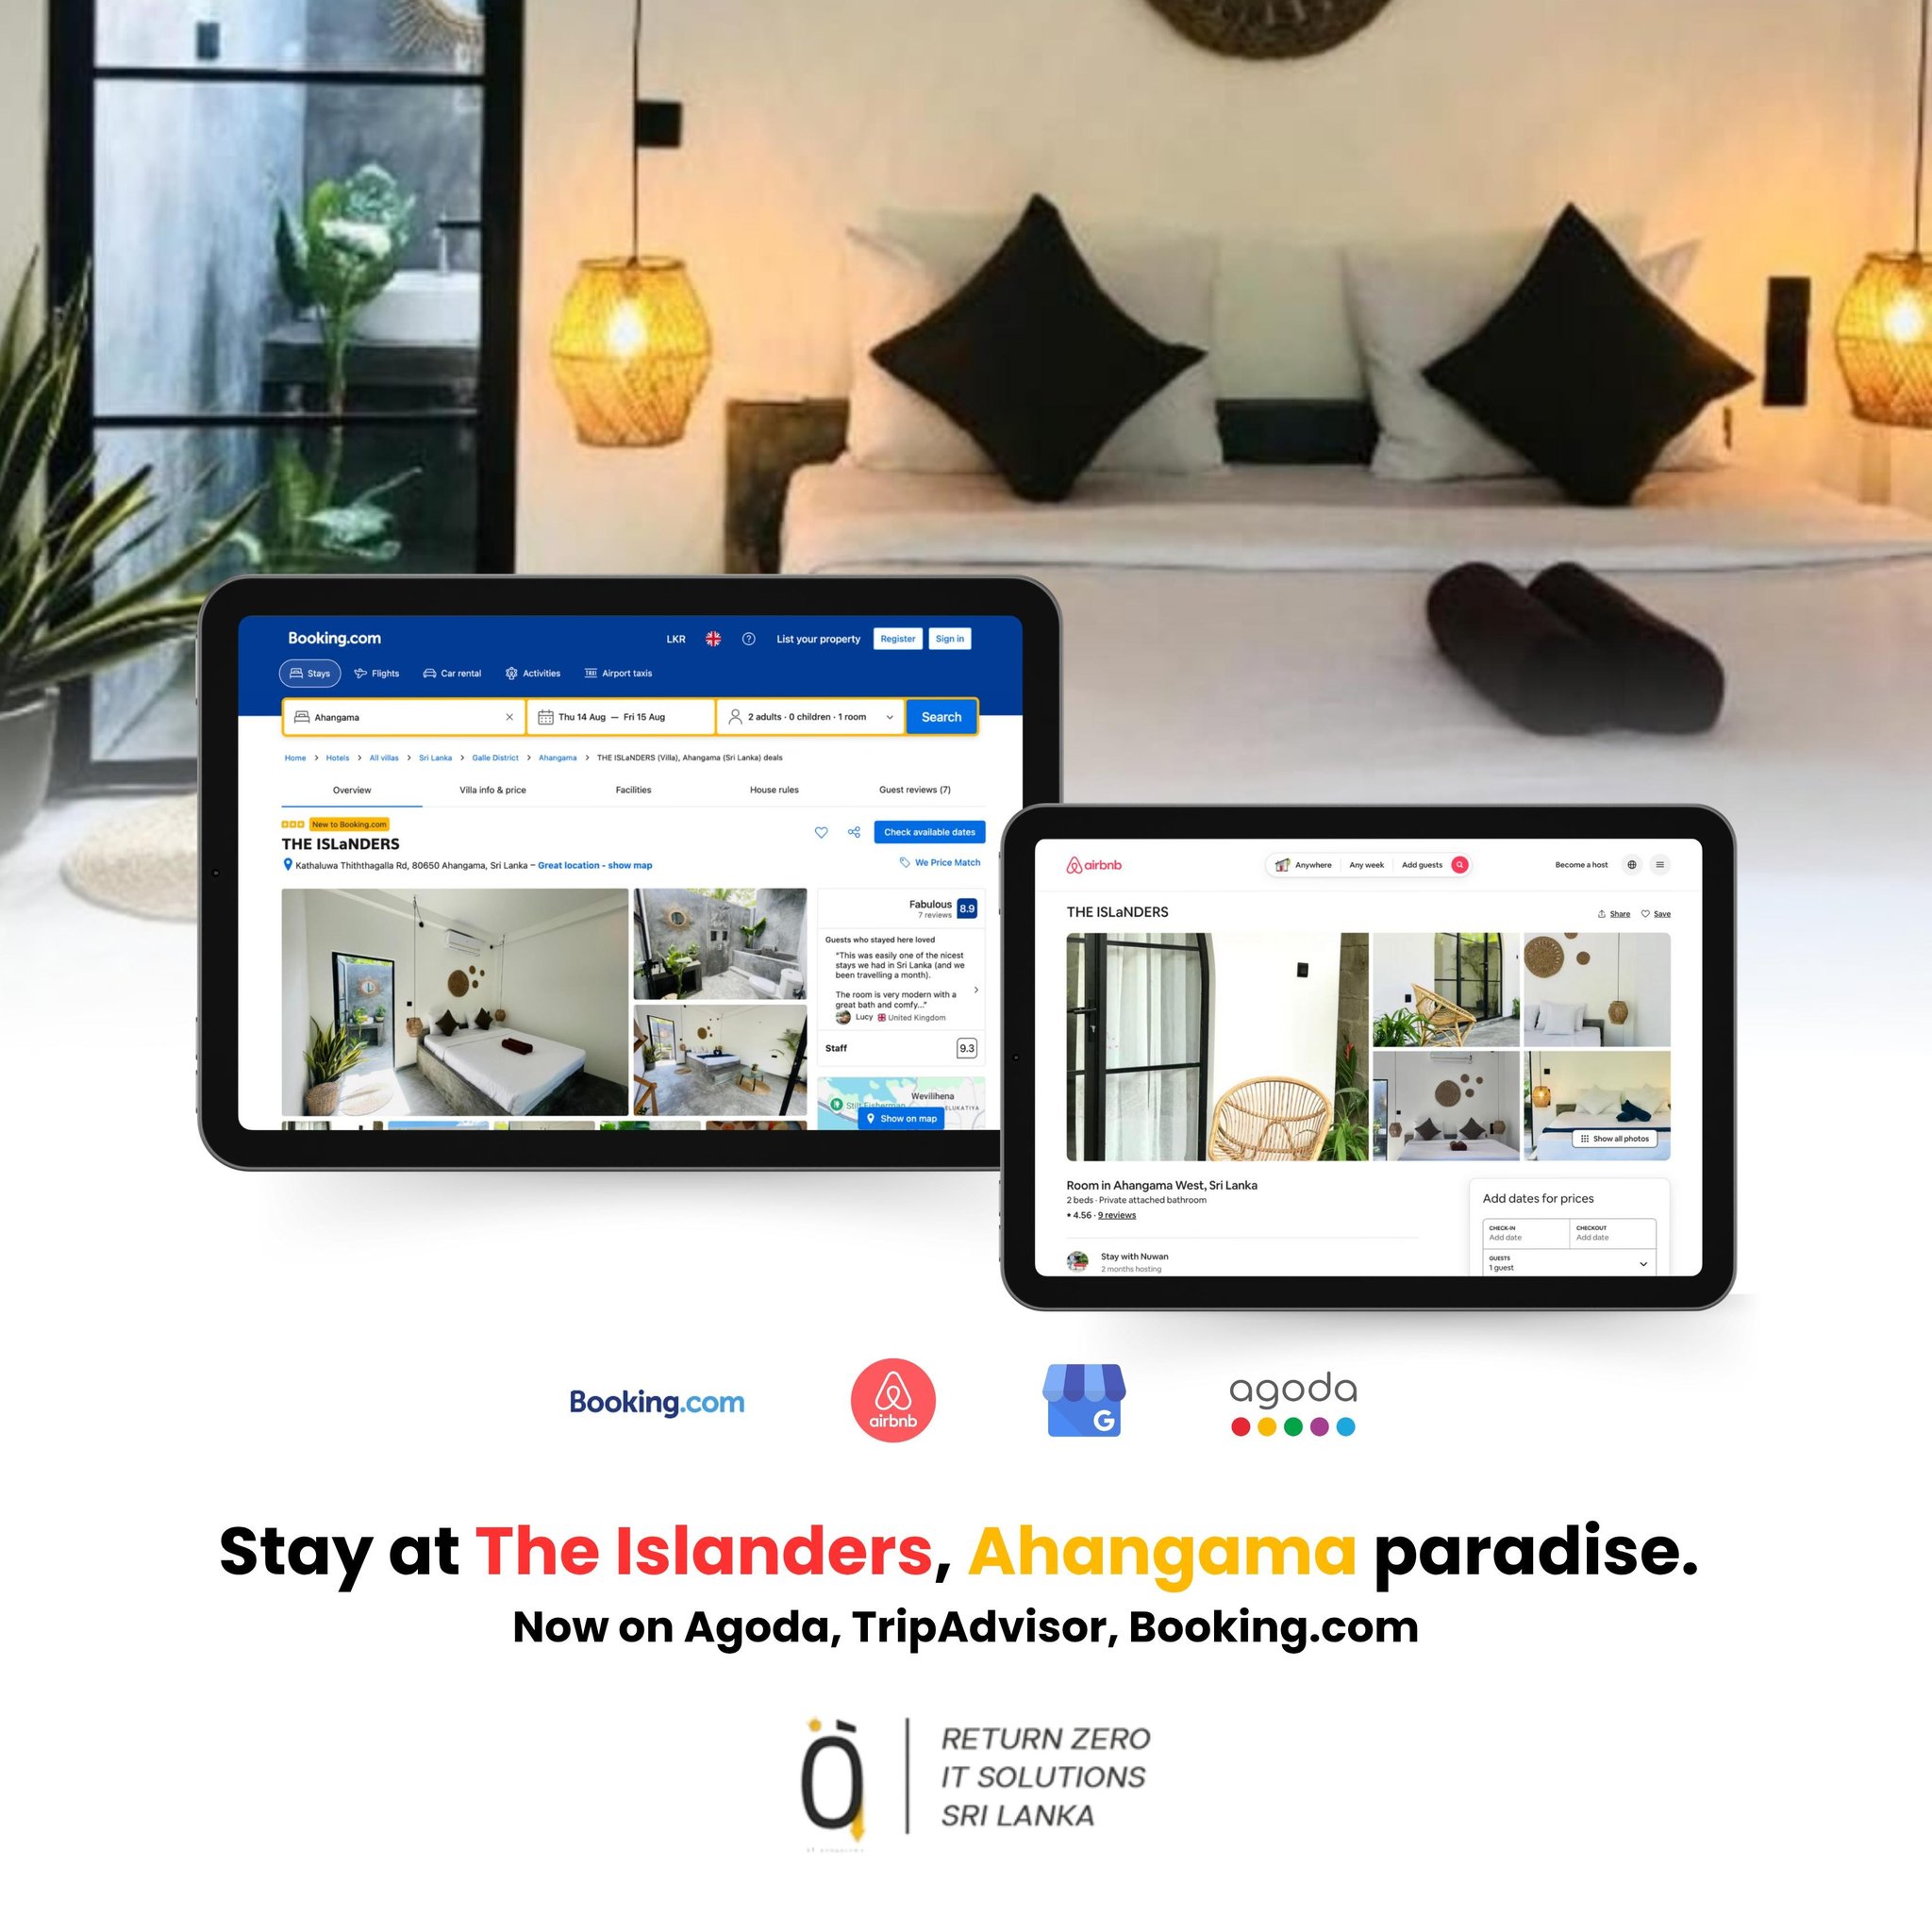 Booking.com
LKR
List your property
Register
Sign in
Stays
Flights
Car rental
Activities
Airport taxis
Ahangama
Thu 14 Aug — Fri 15 Aug
2 adults · 0 children · 1 room
Search
Home > Hotels > All villas > Sri Lanka > Galle District > Ahangama > THE ISLaNDERS (Villa), Ahangama (Sri Lanka) deals
Overview
Villa info & price
Facilities
House rules
Guest reviews (7)
New to Booking.com
THE ISLaNDERS
Check available dates
Kathaluwa Thiththagalla Rd, 80650 Ahangama, Sri Lanka – Great location - show map
We Price Match
Fabulous
7 reviews
8.9
Guests who stayed here loved
“This was easily one of the nicest
stays we had in Sri Lanka (and we
been travelling a month).
The room is very modern with a
great bath and comfy...”
Lucy
United Kingdom
Staff
9.3
Wevilihena
Show on map
airbnb
Anywhere
Any week
Add guests
Become a host
THE ISLaNDERS
Share
Save
Show all photos
Room in Ahangama West, Sri Lanka
2 beds · Private attached bathroom
4.56 · 9 reviews
Stay with Nuwan
2 months hosting
Add dates for prices
CHECK-IN
Add date
CHECKOUT
Add date
GUESTS
1 guest
Booking.com
airbnb
G
agoda
Stay at The Islanders, Ahangama paradise.
Now on Agoda, TripAdvisor, Booking.com
RETURN ZERO
IT SOLUTIONS
SRI LANKA